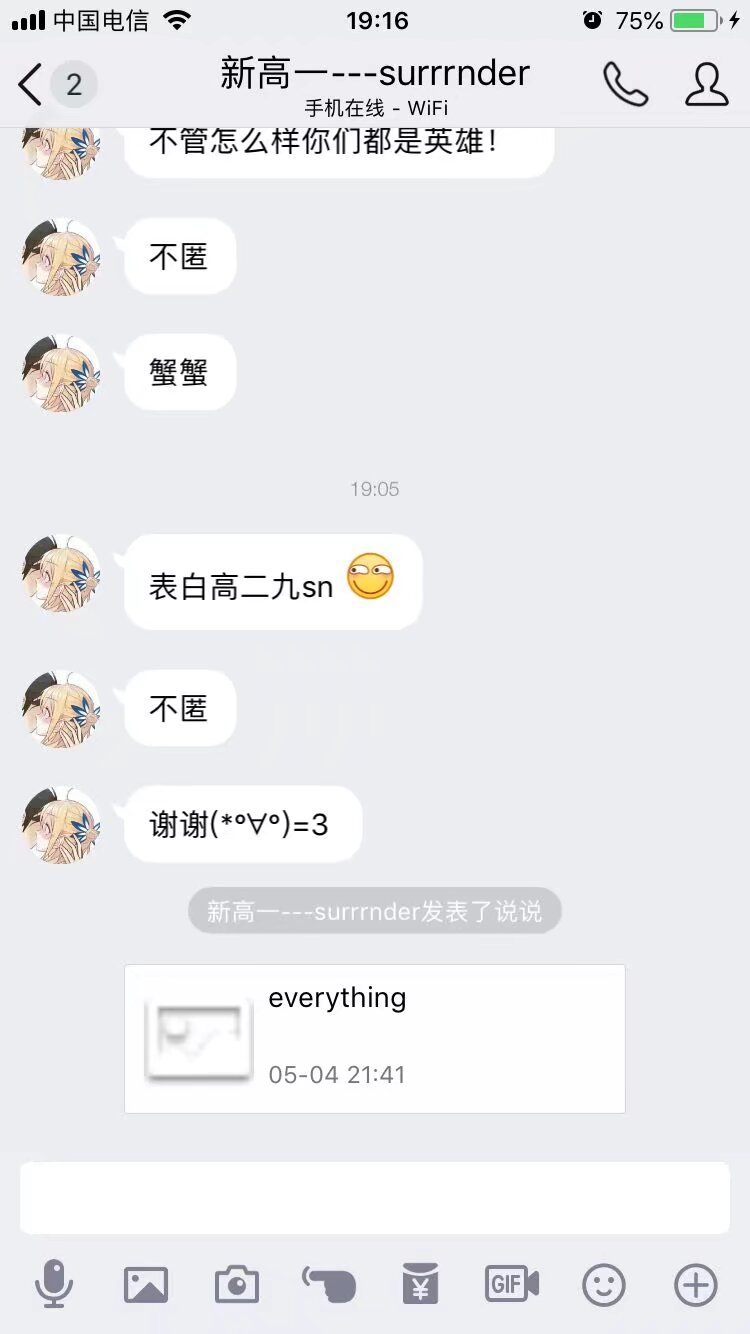 中国电信
19:16
75%
2
新高一---surrrnder
手机在线 - WiFi
不管怎么样你们都是英雄！
不匿
蟹蟹
19:05
表白高二九sn
不匿
谢谢(*°∀°)=3
新高一---surrrnder发表了说说
everything
05-04 21:41
¥
GIF